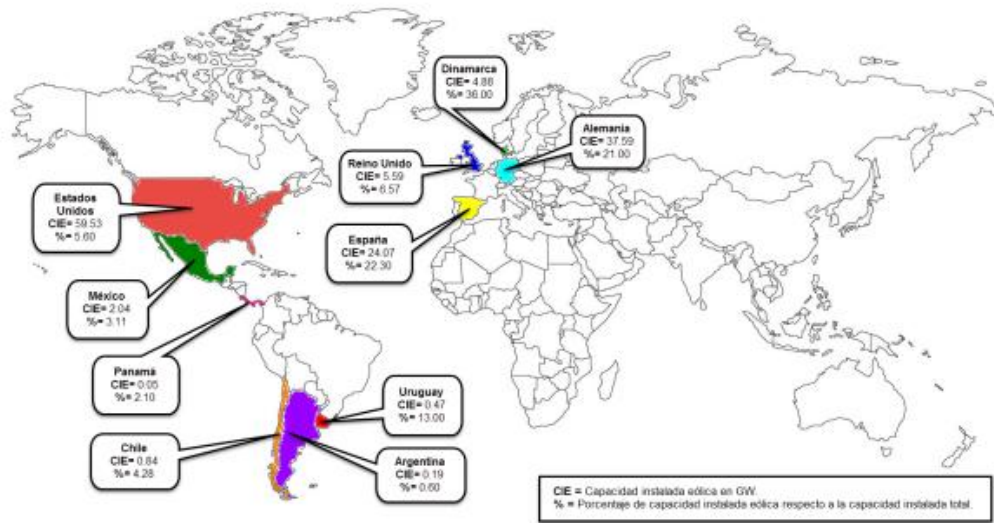 Dinamarca
CIE= 4.86
%= 36.00
Alemania
CIE= 37.59
%= 21.00
Reino Unido
CIE= 5.59
%= 6.57
Estados
Unidos
CIE= 59.53
%= 5.60
España
CIE= 24.07
%= 22.30
México
CIE= 2.04
%= 3.11
Panamá
CIE= 0.05
%= 2.10
Uruguay
CIE= 0.47
%= 13.00
Chile
CIE= 0.84
%= 4.28
Argentina
CIE= 0.19
%= 0.60
CIE = Capacidad instalada eólica en GW.
% = Porcentaje de capacidad instalada eólica respecto a la capacidad instalada total.